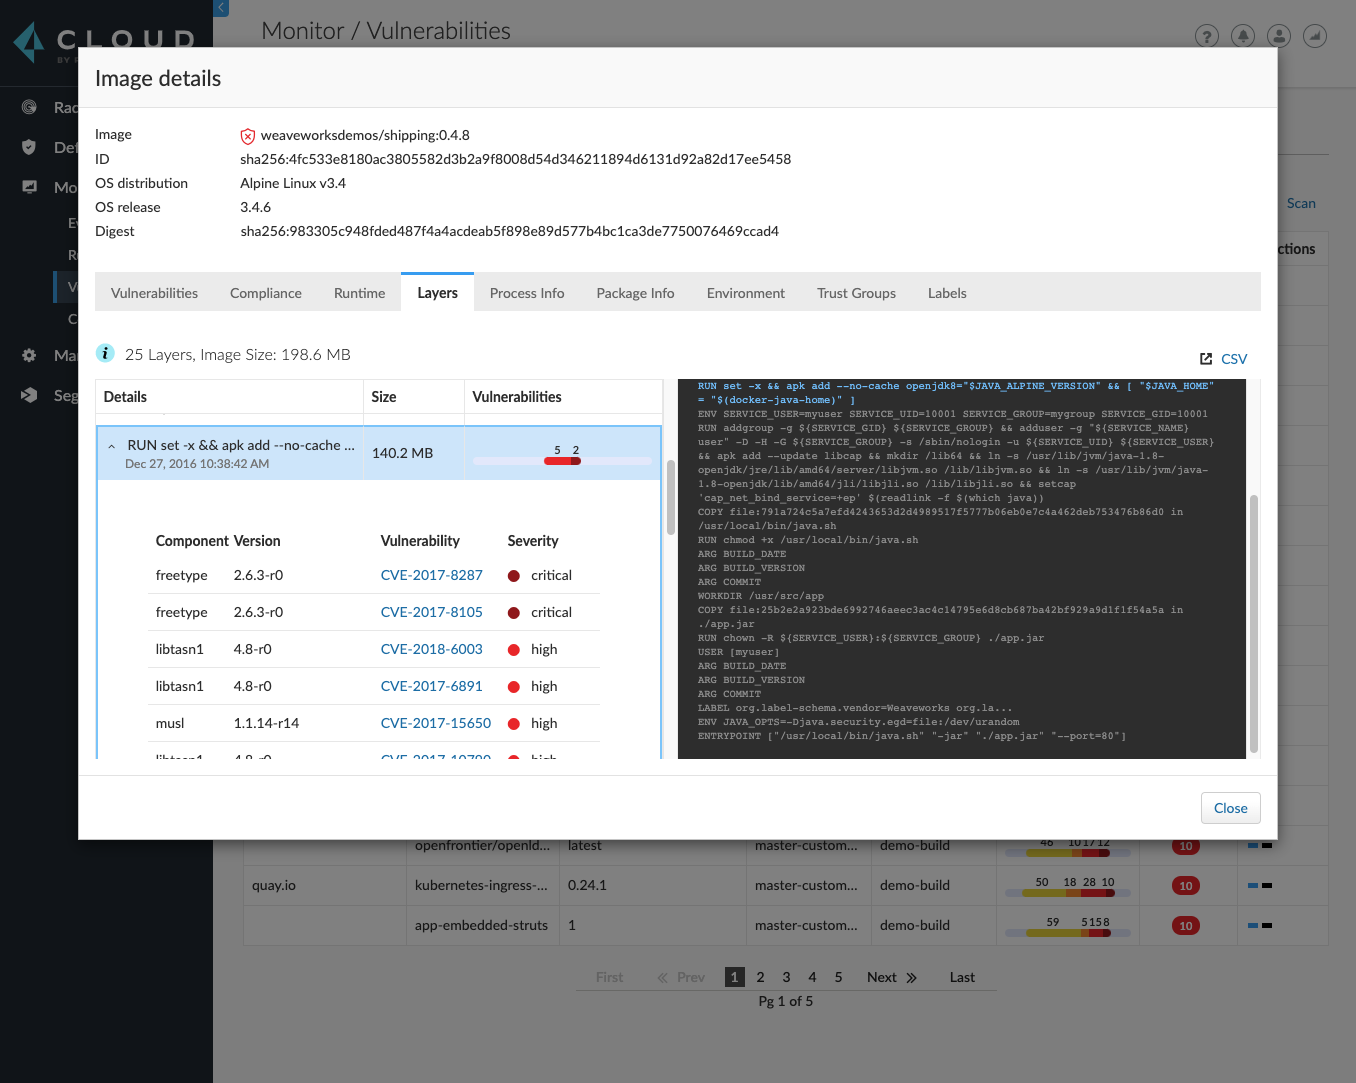 CLOUD
Monitor / Vulnerabilities
Image details
Image
weaveworksdemos/shipping:0.4.8
ID
sha256:4fc533e8180ac3805582d3b2a9f8008d54d346211894d6131d92a82d17ee5458
OS distribution
Alpine Linux v3.4
OS release
3.4.6
Digest
sha256:983305c948fded487f4a4acdeab5f898e89d577b4bc1ca3de7750076469ccad4
Scan
ctions
Vulnerabilities
Compliance
Runtime
Layers
Process Info
Package Info
Environment
Trust Groups
Labels
25 Layers, Image Size: 198.6 MB
CSV
Details
Size
Vulnerabilities
RUN set -x && apk add --no-cache ...
Dec 27, 2016 10:38:42 AM
140.2 MB
5 2
Component Version Vulnerability Severity
freetype 2.6.3-r0 CVE-2017-8287 critical
freetype 2.6.3-r0 CVE-2017-8105 critical
libtasn1 4.8-r0 CVE-2018-6003 high
libtasn1 4.8-r0 CVE-2017-6891 high
musl 1.1.14-r14 CVE-2017-15650 high
libtasn1 4.8-r0 CVE-2017-10790 high
RUN set -x && apk add --no-cache openjdk8="$JAVA_ALPINE_VERSION" && [ "$JAVA_HOME"
= "$(docker-java-home)" ]
ENV SERVICE_USER=myuser SERVICE_UID=10001 SERVICE_GROUP=mygroup SERVICE_GID=10001
RUN addgroup -g ${SERVICE_GID} ${SERVICE_GROUP} && adduser -g "${SERVICE_NAME}
user" -D -H -G ${SERVICE_GROUP} -s /sbin/nologin -u ${SERVICE_UID} ${SERVICE_USER}
&& apk add --update libcap && mkdir /lib64 && ln -s /usr/lib/jvm/java-1.8-
openjdk/jre/lib/amd64/server/libjvm.so /lib/libjvm.so && ln -s /usr/lib/jvm/java-
1.8-openjdk/lib/amd64/jli/libjli.so /lib/libjli.so && setcap
'cap_net_bind_service=+ep' $(readlink -f $(which java))
COPY file:791a724c5a7efd4243653d2d4989517f5777b06eb0e7c4a462deb753476b86d0 in
/usr/local/bin/java.sh
RUN chmod +x /usr/local/bin/java.sh
ARG BUILD_DATE
ARG BUILD_VERSION
ARG COMMIT
WORKDIR /usr/src/app
COPY file:25b2e2a923bde6992746aeec3ac4c14795e6d8cb687ba42bf929a9d1f1f54a5a in
./app.jar
RUN chown -R ${SERVICE_USER}:${SERVICE_GROUP} ./app.jar
USER [myuser]
ARG BUILD_DATE
ARG BUILD_VERSION
ARG COMMIT
LABEL org.label-schema.vendor=Weaveworks org.la...
ENV JAVA_OPTS=-Djava.security.egd=file:/dev/urandom
ENTRYPOINT ["/usr/local/bin/java.sh" "-jar" "./app.jar" "--port=80"]
Close
openfrontier/openld... latest master-custom... demo-build 46 10 17 12 10
quay.io kubernetes-ingress-... 0.24.1 master-custom... demo-build 50 18 28 10 10
app-embedded-struts 1 master-custom... demo-build 59 5 15 8 10
First Prev 1 2 3 4 5 Next Last
Pg 1 of 5